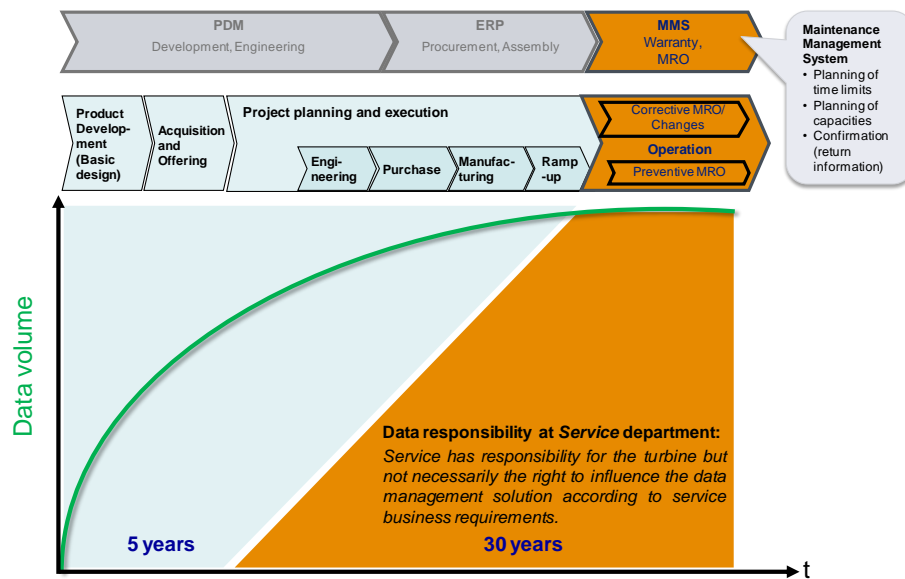 PDM
Development, Engineering
ERP
Procurement, Assembly
MMS
Warranty,
MRO
Maintenance
Management
System
• Planning of
time limits
• Planning of
capacities
• Confirmation
(return
information)
Product
Develop-
ment
(Basic
design)
Acquisition
and
Offering
Project planning and execution
Engi-
neering
Purchase
Manufac-
turing
Ramp
-up
Corrective MRO/
Changes
Operation
Preventive MRO
Data volume
Data responsibility at Service department:
Service has responsibility for the turbine but
not necessarily the right to influence the data
management solution according to service
business requirements.
5 years
30 years
t